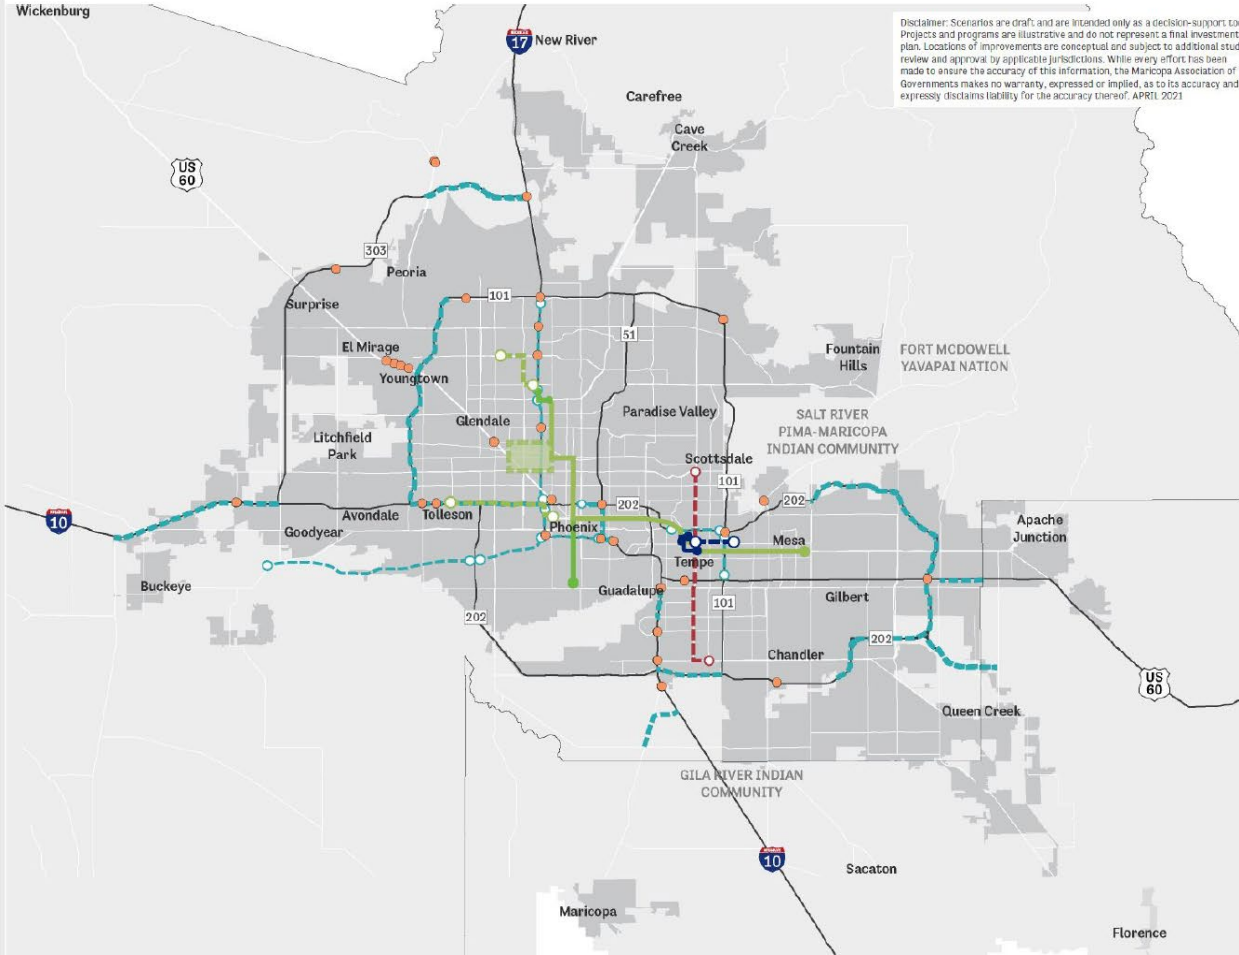 Wickenburg
Disclaimer: Scenarios are draft and are intended only as a decision-support
Projects and programs are illustrative and do not represent a final investment
plan. Locations of improvements are conceptual and subject to additional
review and approval by applicable jurisdictions. While every effort has been
made to ensure the accuracy of this information, the Maricopa Association of
Governments makes no warranty, expressed or implied, as to its accuracy and
expressly disclaims liability for the accuracy thereof. APRIL 2021
17
New River
Carefree
Cave
Creek
US
60
303
Peoria
101
Surprise
51
El Mirage
Youngtown
Fountain
Hills
FORT MCDOWELL
YAVAPAI NATION
Glendale
Paradise Valley
SALT RIVER
PIMA-MARICOPA
INDIAN COMMUNITY
Litchfield
Park
Scottsdale
101
202
202
10
Avondale
Tolleson
Goodyear
Phoenix
Mesa
Apache
Junction
Tempe
Buckeye
Guadalupe
Gilbert
101
202
202
Chandler
US
60
Queen Creek
GILA RIVER INDIAN
COMMUNITY
10
Sacaton
Maricopa
Florence